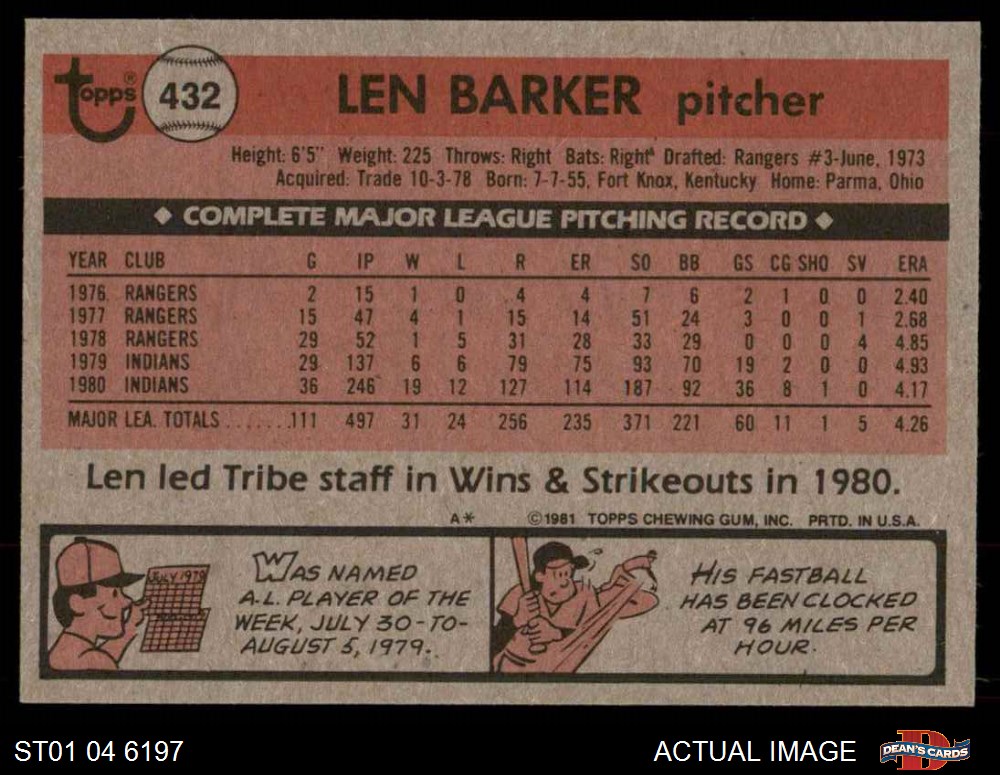 topps® 432 LEN BARKER pitcher
Height: 6'5" Weight: 225 Throws: Right Bats: Right Drafted: Rangers #3-June, 1973
Acquired: Trade 10-3-78 Born: 7-7-55, Fort Knox, Kentucky Home: Parma, Ohio
◆ COMPLETE MAJOR LEAGUE PITCHING RECORD ◆
YEAR CLUB G IP W L R ER SO BB GS CG SHO SV ERA
1976 RANGERS 2 15 1 0 4 4 7 6 2 1 0 0 2.40
1977 RANGERS 15 47 4 1 15 14 51 24 3 0 0 1 2.68
1978 RANGERS 29 52 1 5 31 28 33 29 0 0 0 4 4.85
1979 INDIANS 29 137 6 6 79 75 93 70 19 2 0 0 4.93
1980 INDIANS 36 246 19 12 127 114 187 92 36 8 1 0 4.17
MAJOR LEA. TOTALS .......111 497 31 24 256 235 371 221 60 11 1 5 4.26
Len led Tribe staff in Wins & Strikeouts in 1980.
A* ©1981 TOPPS CHEWING GUM, INC. PRTD. IN U.S.A.
JULY 1979
WAS NAMED
A.L. PLAYER OF THE
WEEK, JULY 30-TO-
AUGUST 5, 1979.
HIS FASTBALL
HAS BEEN CLOCKED
AT 96 MILES PER
HOUR.
ST01 04 6197 ACTUAL IMAGE DEAN'S CARDS